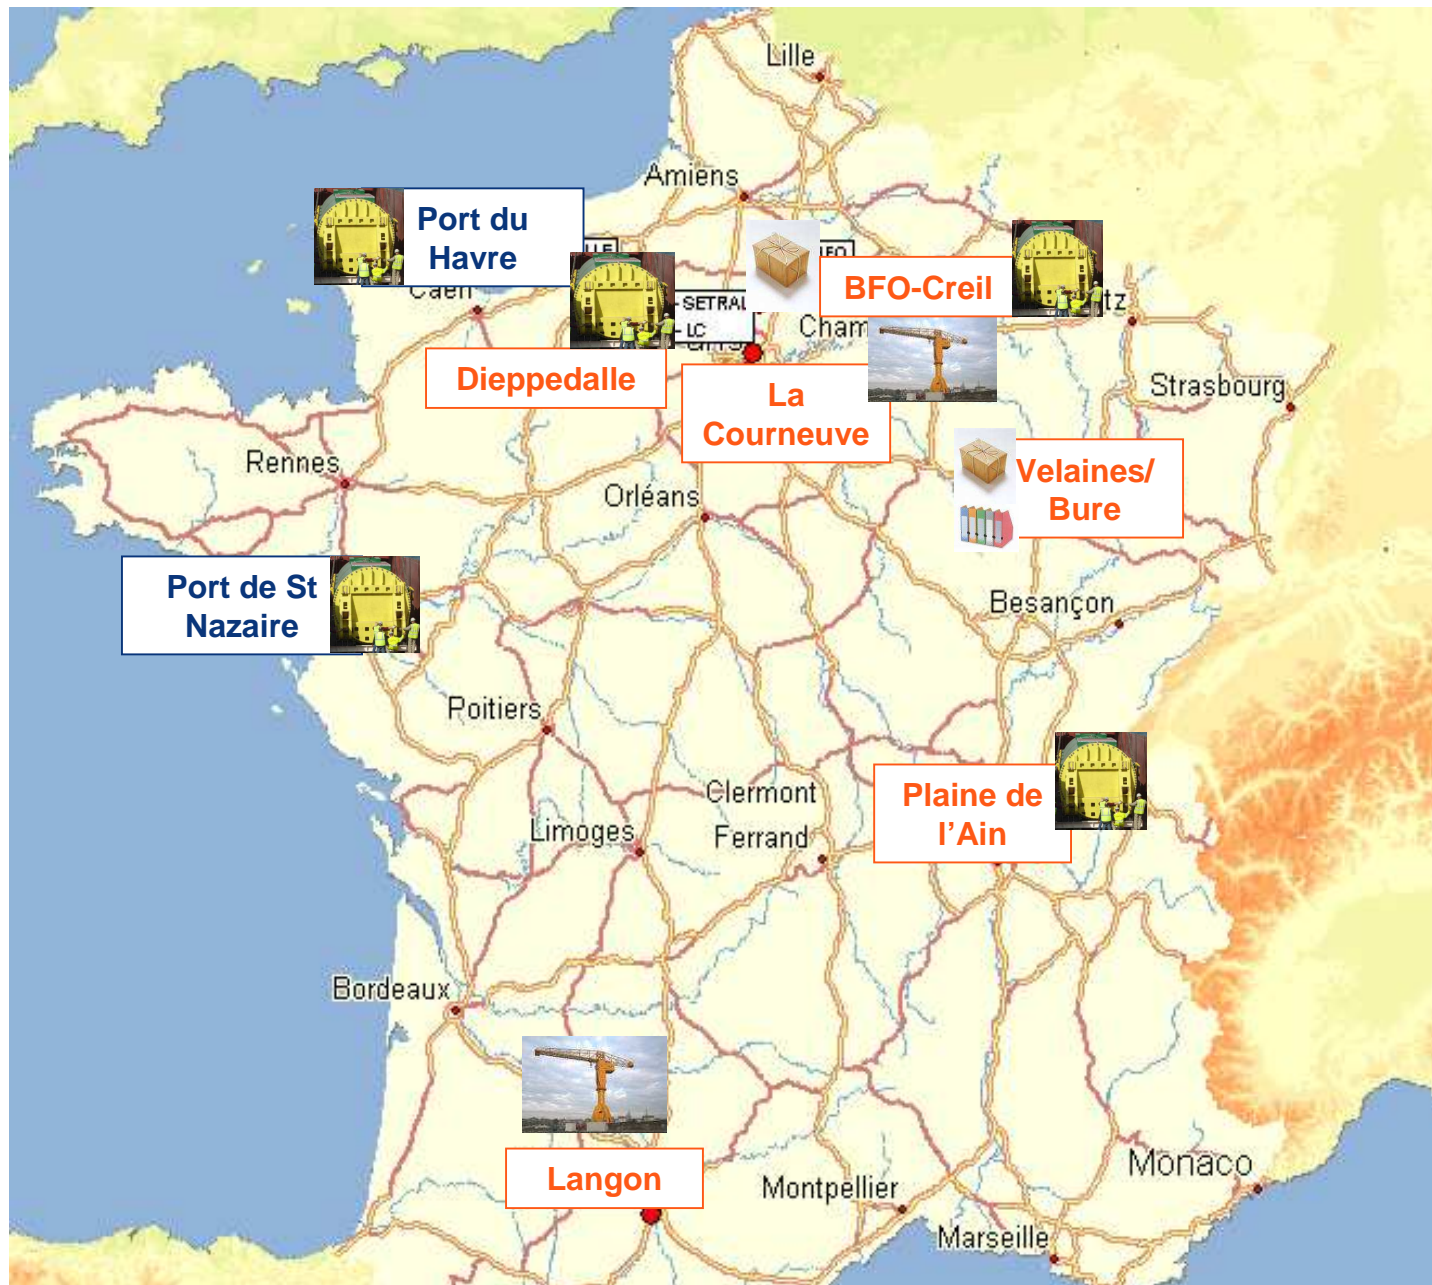 Lille
Amiens
Port du
Havre
BFO-Creil
Caen
SETRAL
LC
Dieppedalle
La
Courneuve
Strasbourg
Rennes
Orléans
Velaines/
Bure
Port de St
Nazaire
Besançon
Poitiers
Plaine de
l’Ain
Clermont
Ferrand
Limoges
Bordeaux
Langon
Montpellier
Monaco
Marseille